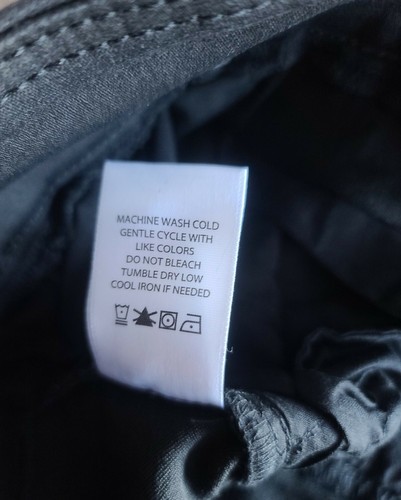 MACHINE WASH COLD
GENTLE CYCLE WITH
LIKE COLORS
DO NOT BLEACH
TUMBLE DRY LOW
COOL IRON IF NEEDED